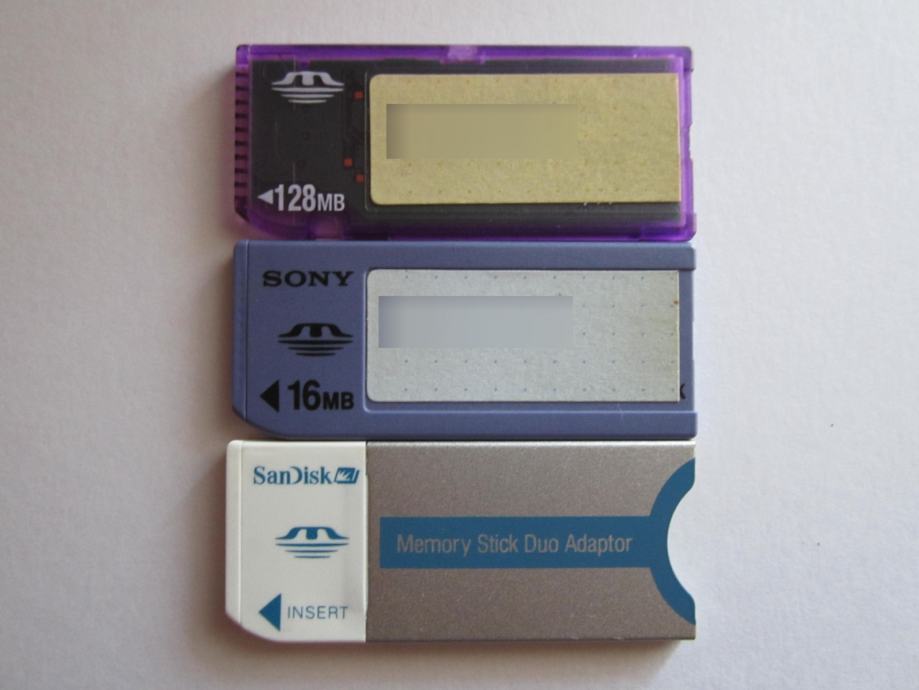 128MB
SONY
16MB
SanDisk
Memory Stick Duo Adaptor
INSERT